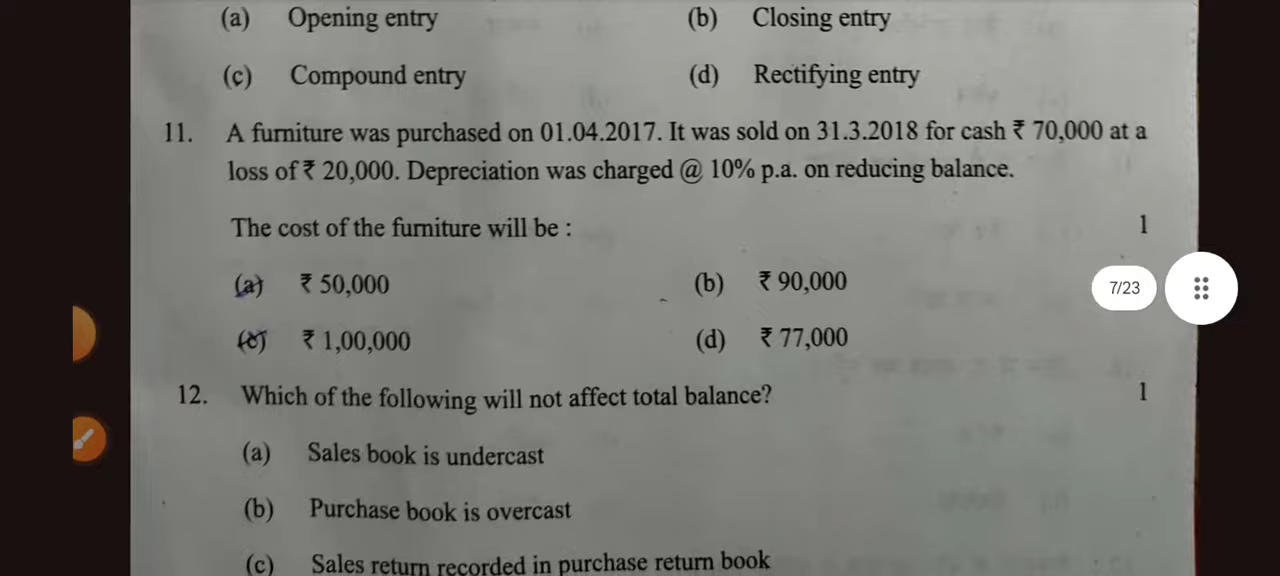 (a) Opening entry (b) Closing entry
(c) Compound entry (d) Rectifying entry
11. A furniture was purchased on 01.04.2017. It was sold on 31.3.2018 for cash ₹ 70,000 at a
loss of ₹ 20,000. Depreciation was charged @ 10% p.a. on reducing balance.
The cost of the furniture will be : 1
(a) ₹ 50,000 (b) ₹ 90,000
(c) ₹ 1,00,000 (d) ₹ 77,000
7/23
12. Which of the following will not affect total balance? 1
(a) Sales book is undercast
(b) Purchase book is overcast
(c) Sales return recorded in purchase return book